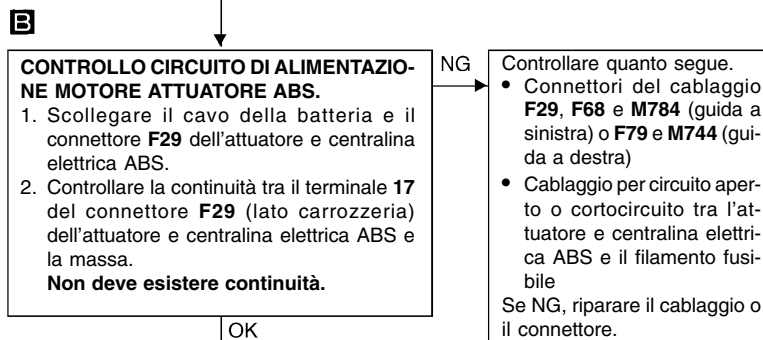 B
CONTROLLO CIRCUITO DI ALIMENTAZIO-
NE MOTORE ATTUATORE ABS.
1. Scollegare il cavo della batteria e il
connettore F29 dell'attuatore e centralina
elettrica ABS.
2. Controllare la continuità tra il terminale 17
del connettore F29 (lato carrozzeria)
dell'attuatore e centralina elettrica ABS e
la massa.
Non deve esistere continuità.
OK
NG
Controllare quanto segue.
• Connettori del cablaggio
F29, F68 e M784 (guida a
sinistra) o F79 e M744 (gui-
da a destra)
• Cablaggio per circuito aper-
to o cortocircuito tra l'at-
tuatore e centralina elettri-
ca ABS e il filamento fusi-
bile
Se NG, riparare il cablaggio o
il connettore.